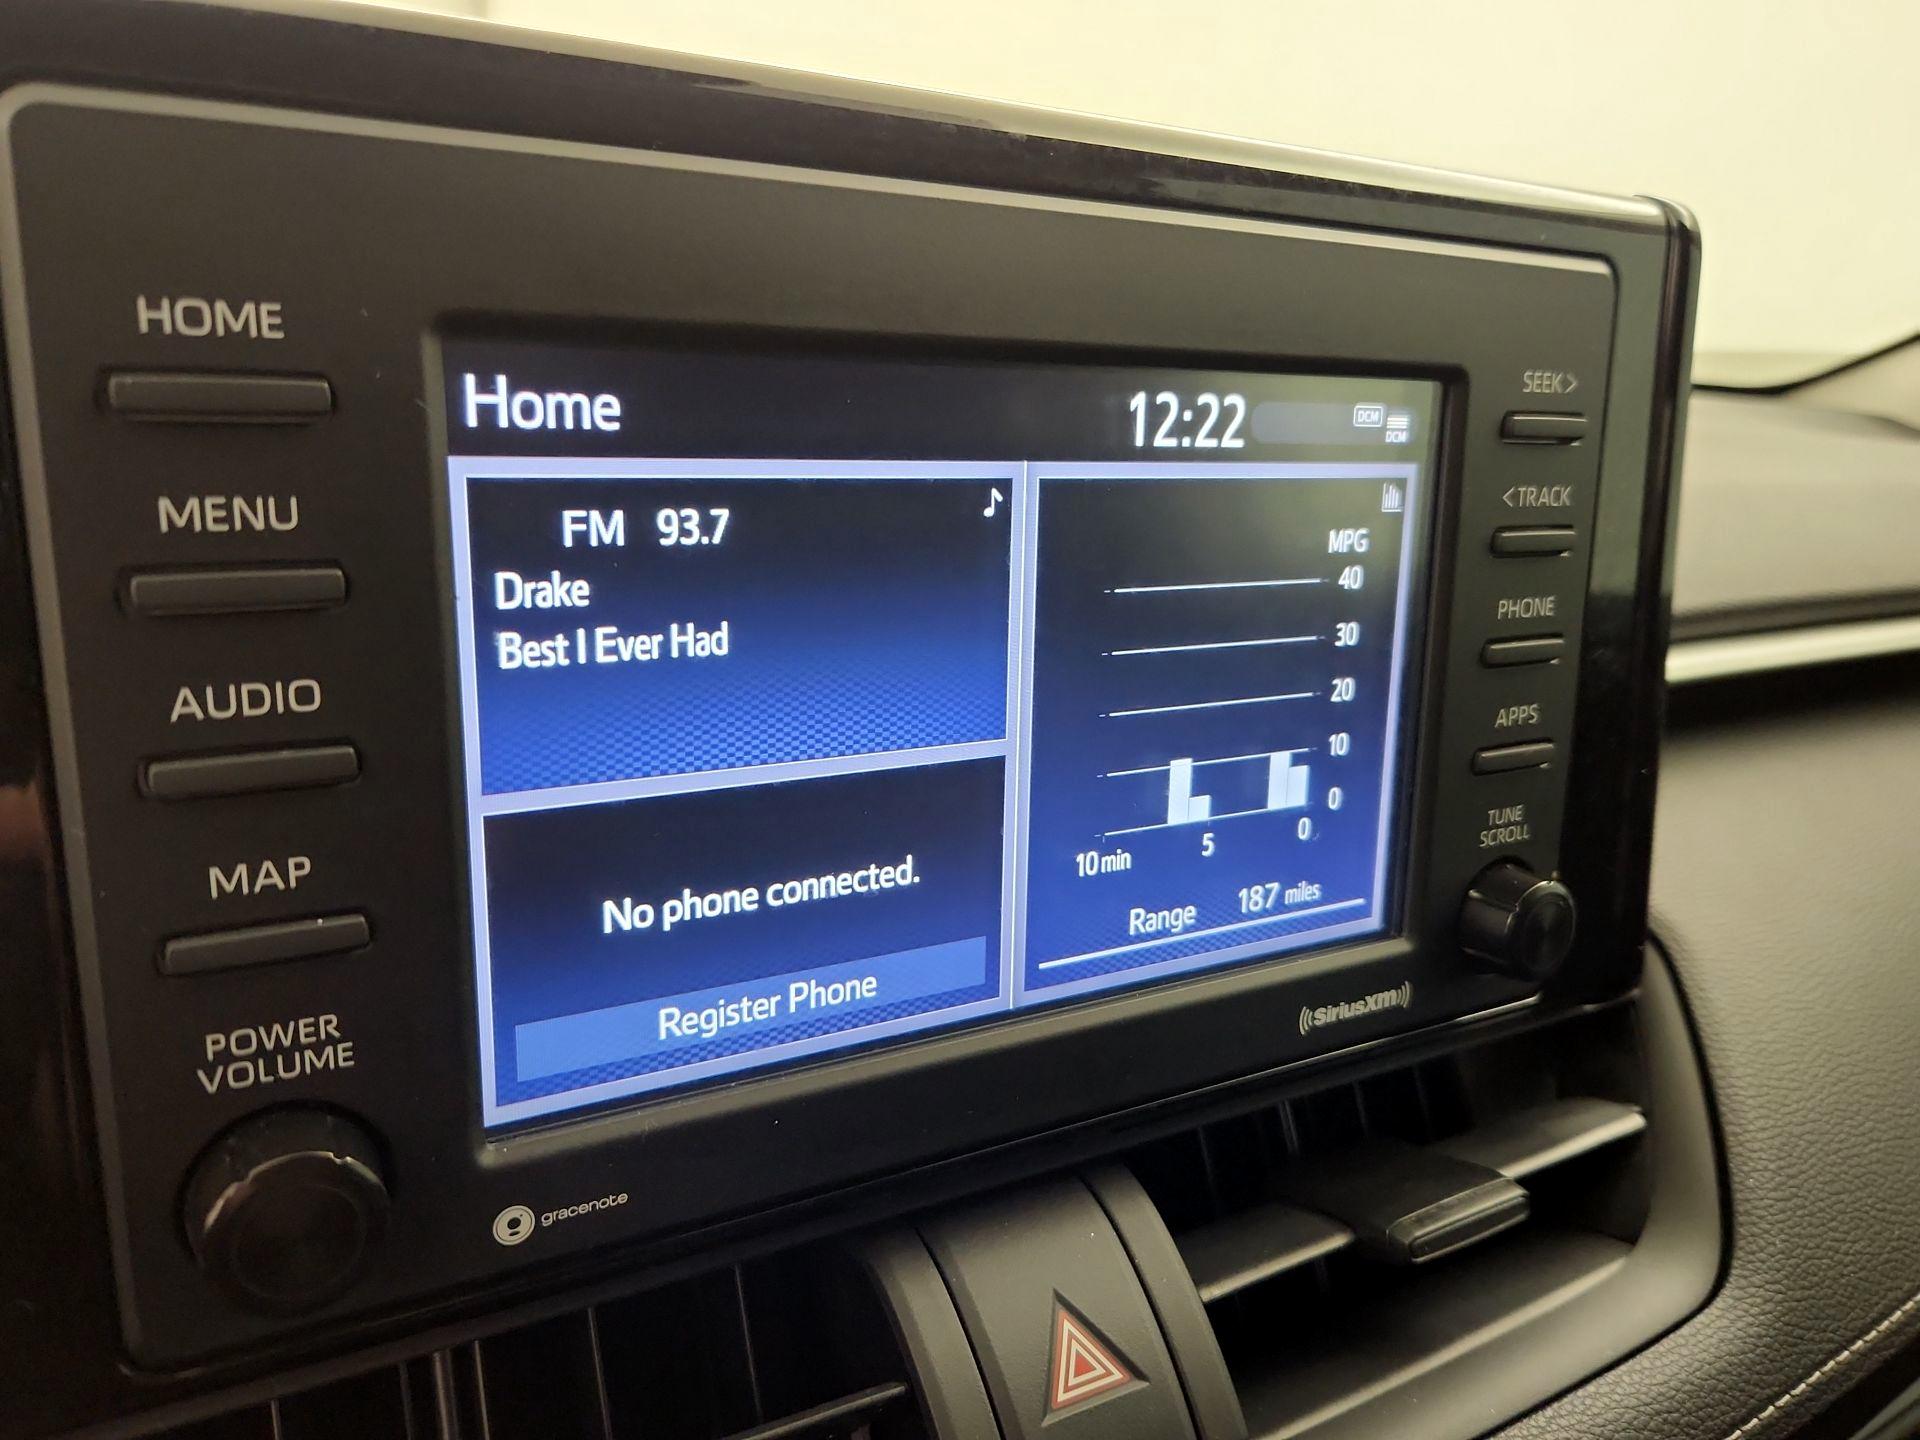 HOME
MENU
AUDIO
MAP
POWER
VOLUME
Home
12:22
DCM
DCM
FM 93.7
Drake
Best I Ever Had
No phone connected.
Register Phone
MPG
40
30
20
10
0
10 min 5 0
Range 187 miles
SEEK>
<TRACK
PHONE
APPS
TUNE
SCROLL
((SiriusXM))
gracenote